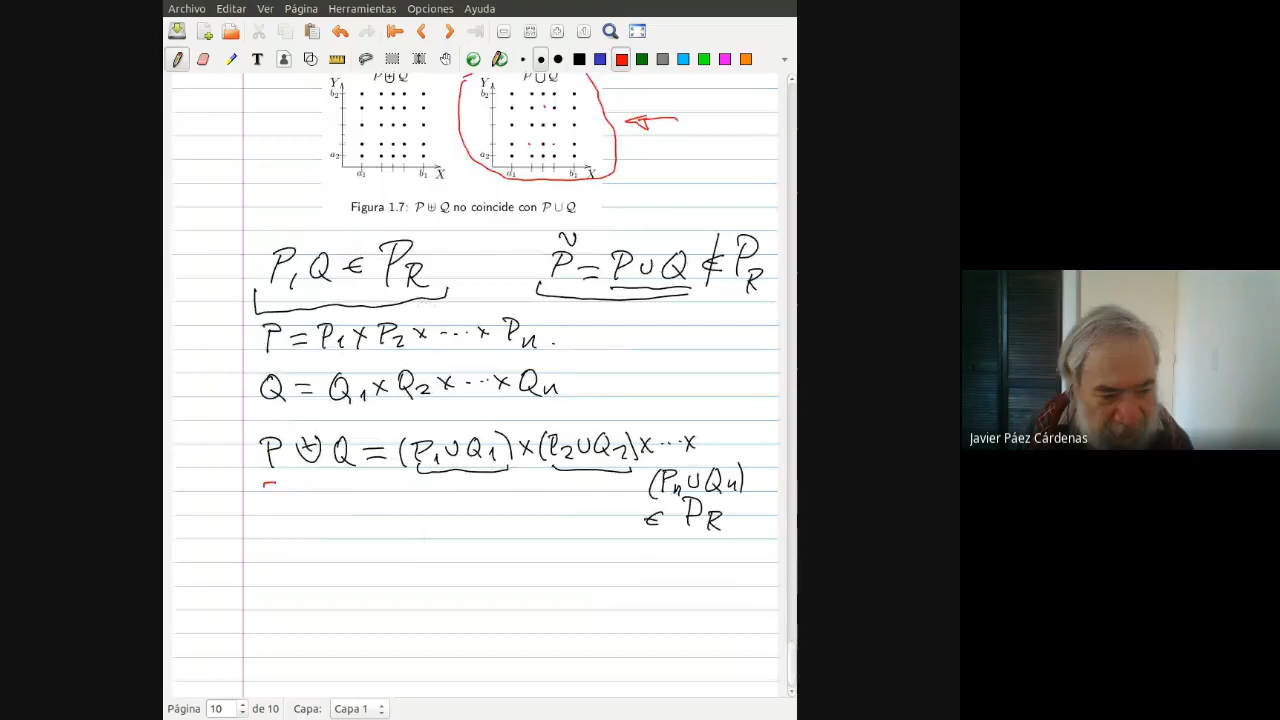 Archivo Editar Ver Página Herramientas Opciones Ayuda
P ⊎ Q
P ∪ Q
Y
b₂
a₂
a₁
b₁
X
Y
b₂
a₂
a₁
b₁
X
Figura 1.7: P ⊎ Q no coincide con P ∪ Q
P, Q ∈ P_R
P̃ = P ∪ Q ∉ P_R
P = P₁ × P₂ × ⋯ × Pₙ .
Q = Q₁ × Q₂ × ⋯ × Qₙ
P ⊎ Q = (P₁ ∪ Q₁) × (P₂ ∪ Q₂) × ⋯ ×
(Pₙ ∪ Qₙ)
∈ P_R
Javier Páez Cárdenas
Página 10 de 10 Capa: Capa 1